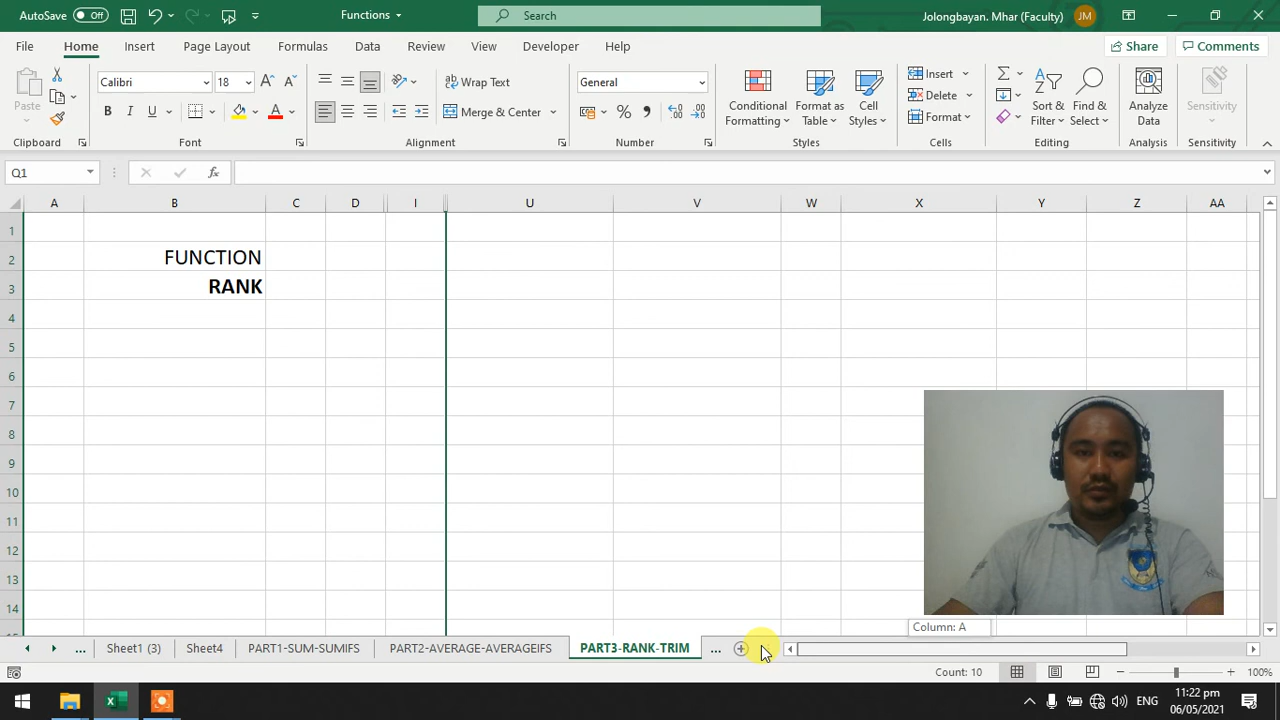 AutoSave Off
Functions
Search
Jolongbayan. Mhar (Faculty) JM
File Home Insert Page Layout Formulas Data Review View Developer Help Share Comments
Paste
Calibri 18
B I U A
Wrap Text
Merge & Center
General
Conditional Formatting
Format as Table
Cell Styles
Insert
Delete
Format
Sort & Filter
Find & Select
Analyze Data
Sensitivity
Clipboard Font Alignment Number Styles Cells Editing Analysis Sensitivity
Q1 fx
A B C D I U V W X Y Z AA
1
2 FUNCTION
3 RANK
4
5
6
7
8
9
10
11
12
13
14
Column: A
... Sheet1 (3) Sheet4 PART1-SUM-SUMIFS PART2-AVERAGE-AVERAGEIFS PART3-RANK-TRIM ...
Count: 10 100%
ENG 11:22 pm
06/05/2021